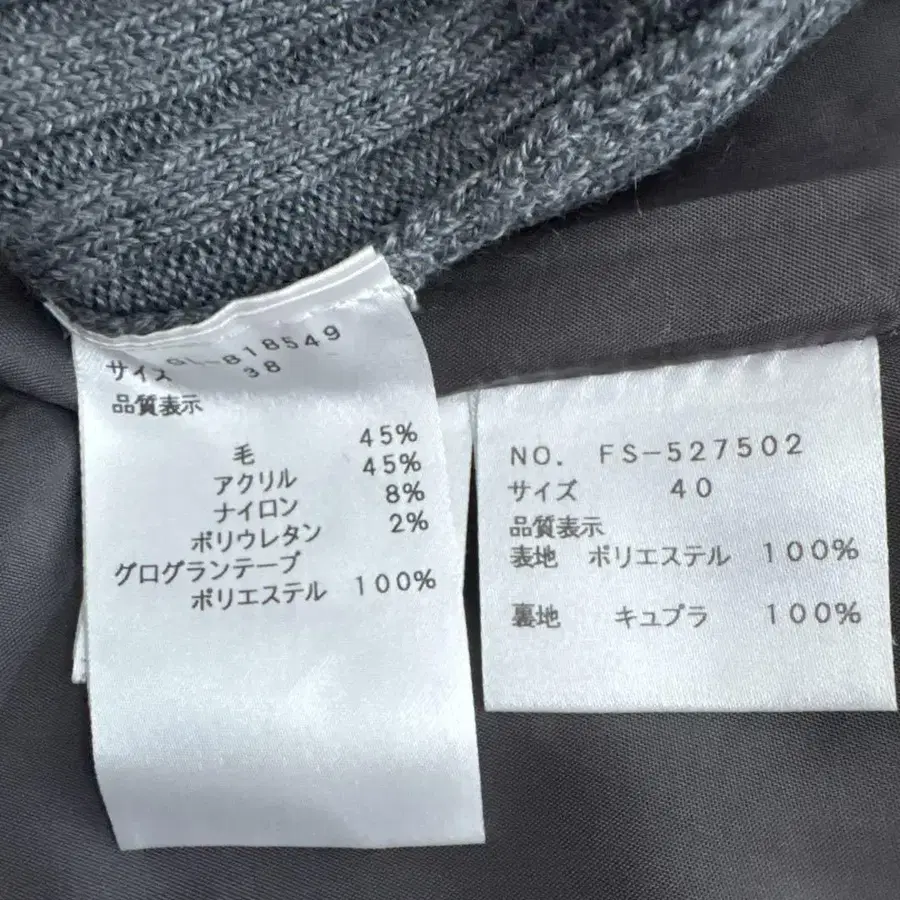 818549
サイズ 38
品質表示
毛 45%
アクリル 45%
ナイロン 8%
ポリウレタン 2%
グログランテープ
ポリエステル 100%
NO. FS-527502
サイズ 40
品質表示
表地 ポリエステル 100%
裏地 キュプラ 100%